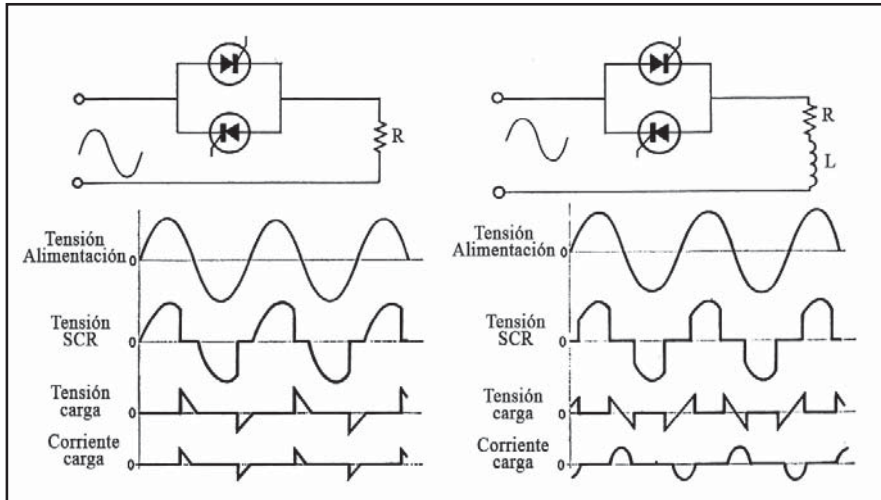 R
Tensión
Alimentación
0
Tensión
SCR
0
Tensión
carga
0
Corriente
carga
0
R
L
Tensión
Alimentación
0
Tensión
SCR
0
Tensión
carga
0
Corriente
carga
0